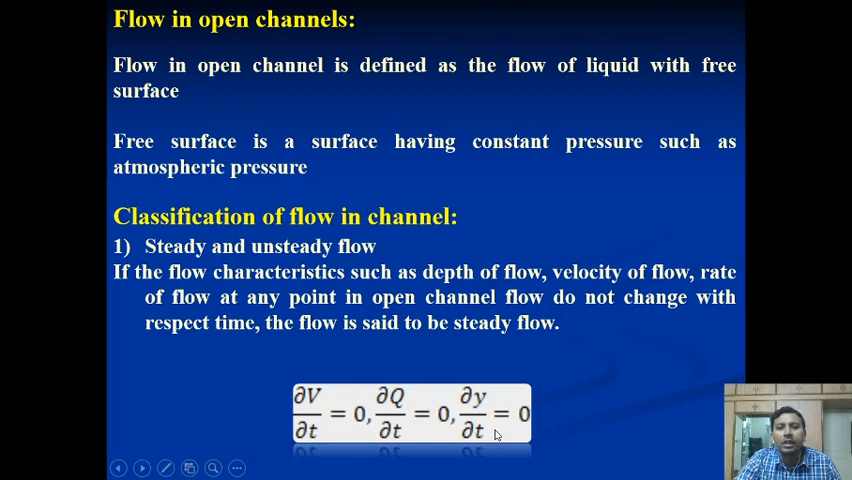 Flow in open channels:
Flow in open channel is defined as the flow of liquid with free
surface
Free surface is a surface having constant pressure such as
atmospheric pressure
Classification of flow in channel:
1) Steady and unsteady flow
If the flow characteristics such as depth of flow, velocity of flow, rate
of flow at any point in open channel flow do not change with
respect time, the flow is said to be steady flow.
∂V/∂t = 0, ∂Q/∂t = 0, ∂y/∂t = 0